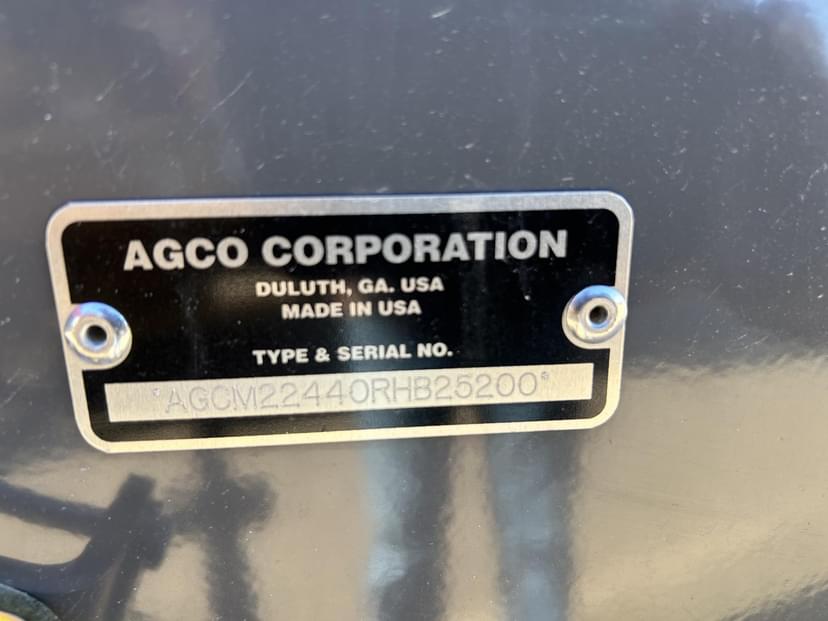 AGCO CORPORATION
DULUTH, GA. USA
MADE IN USA
TYPE & SERIAL NO.
*AGCM22440RHB25200*